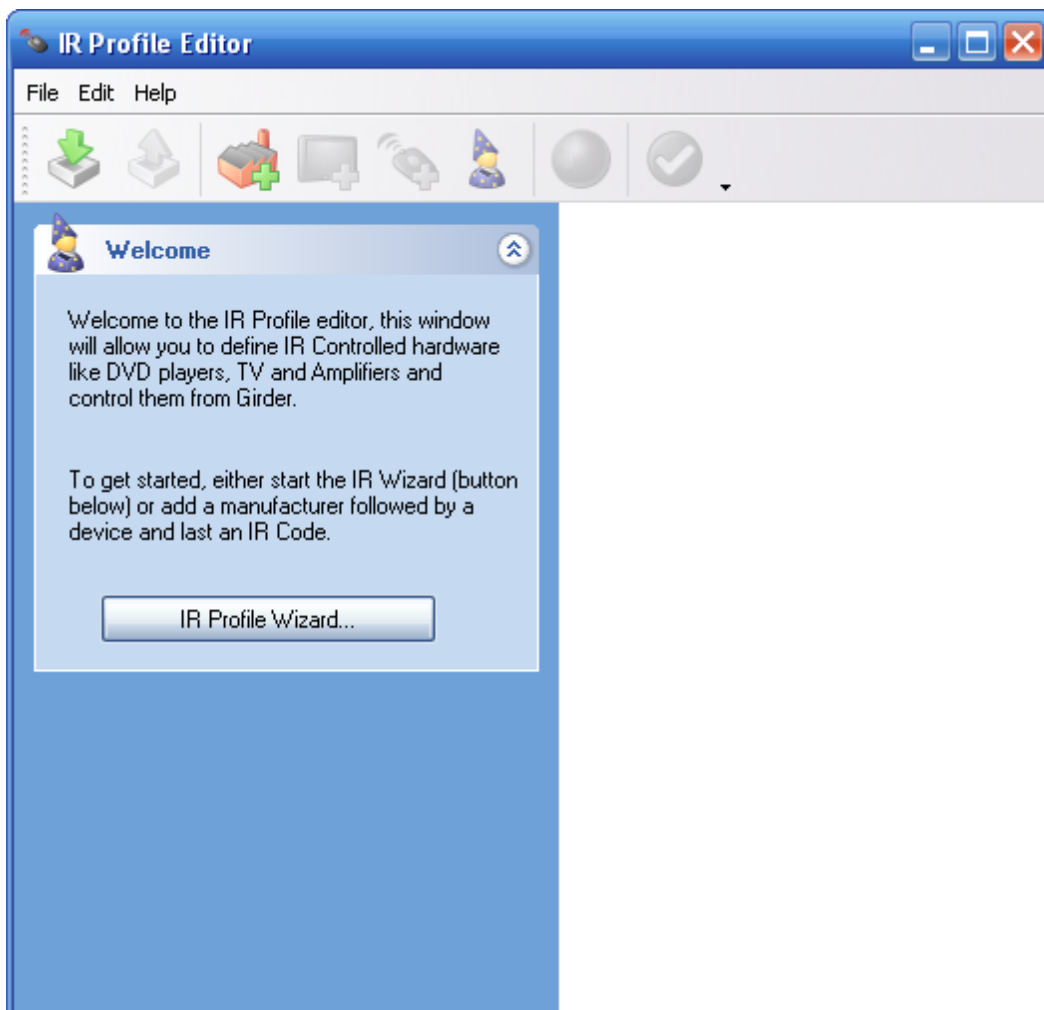 IR Profile Editor
File Edit Help
Welcome
Welcome to the IR Profile editor, this window
will allow you to define IR Controlled hardware
like DVD players, TV and Amplifiers and
control them from Girder.
To get started, either start the IR Wizard (button
below) or add a manufacturer followed by a
device and last an IR Code.
IR Profile Wizard...